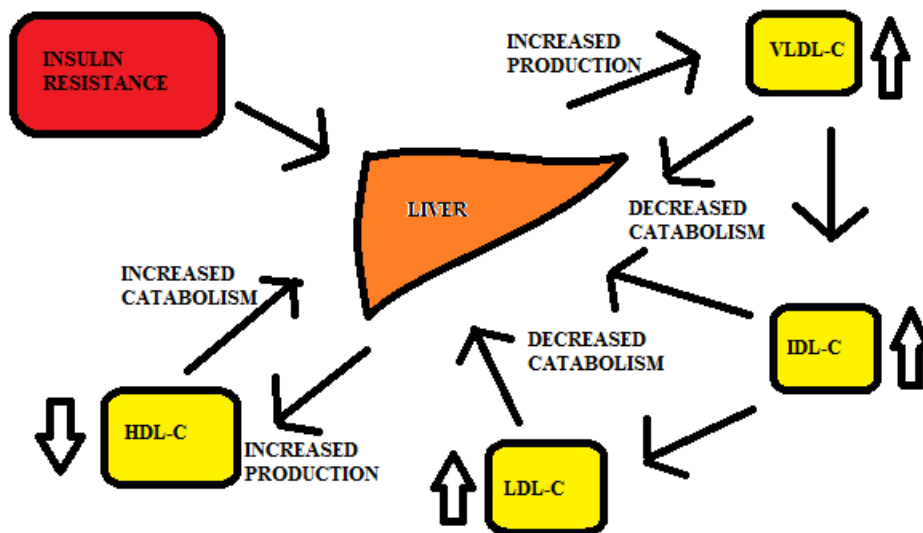 INSULIN
RESISTANCE
INCREASED
PRODUCTION
VLDL-C
LIVER
DECREASED
CATABOLISM
INCREASED
CATABOLISM
DECREASED
CATABOLISM
IDL-C
HDL-C
INCREASED
PRODUCTION
LDL-C